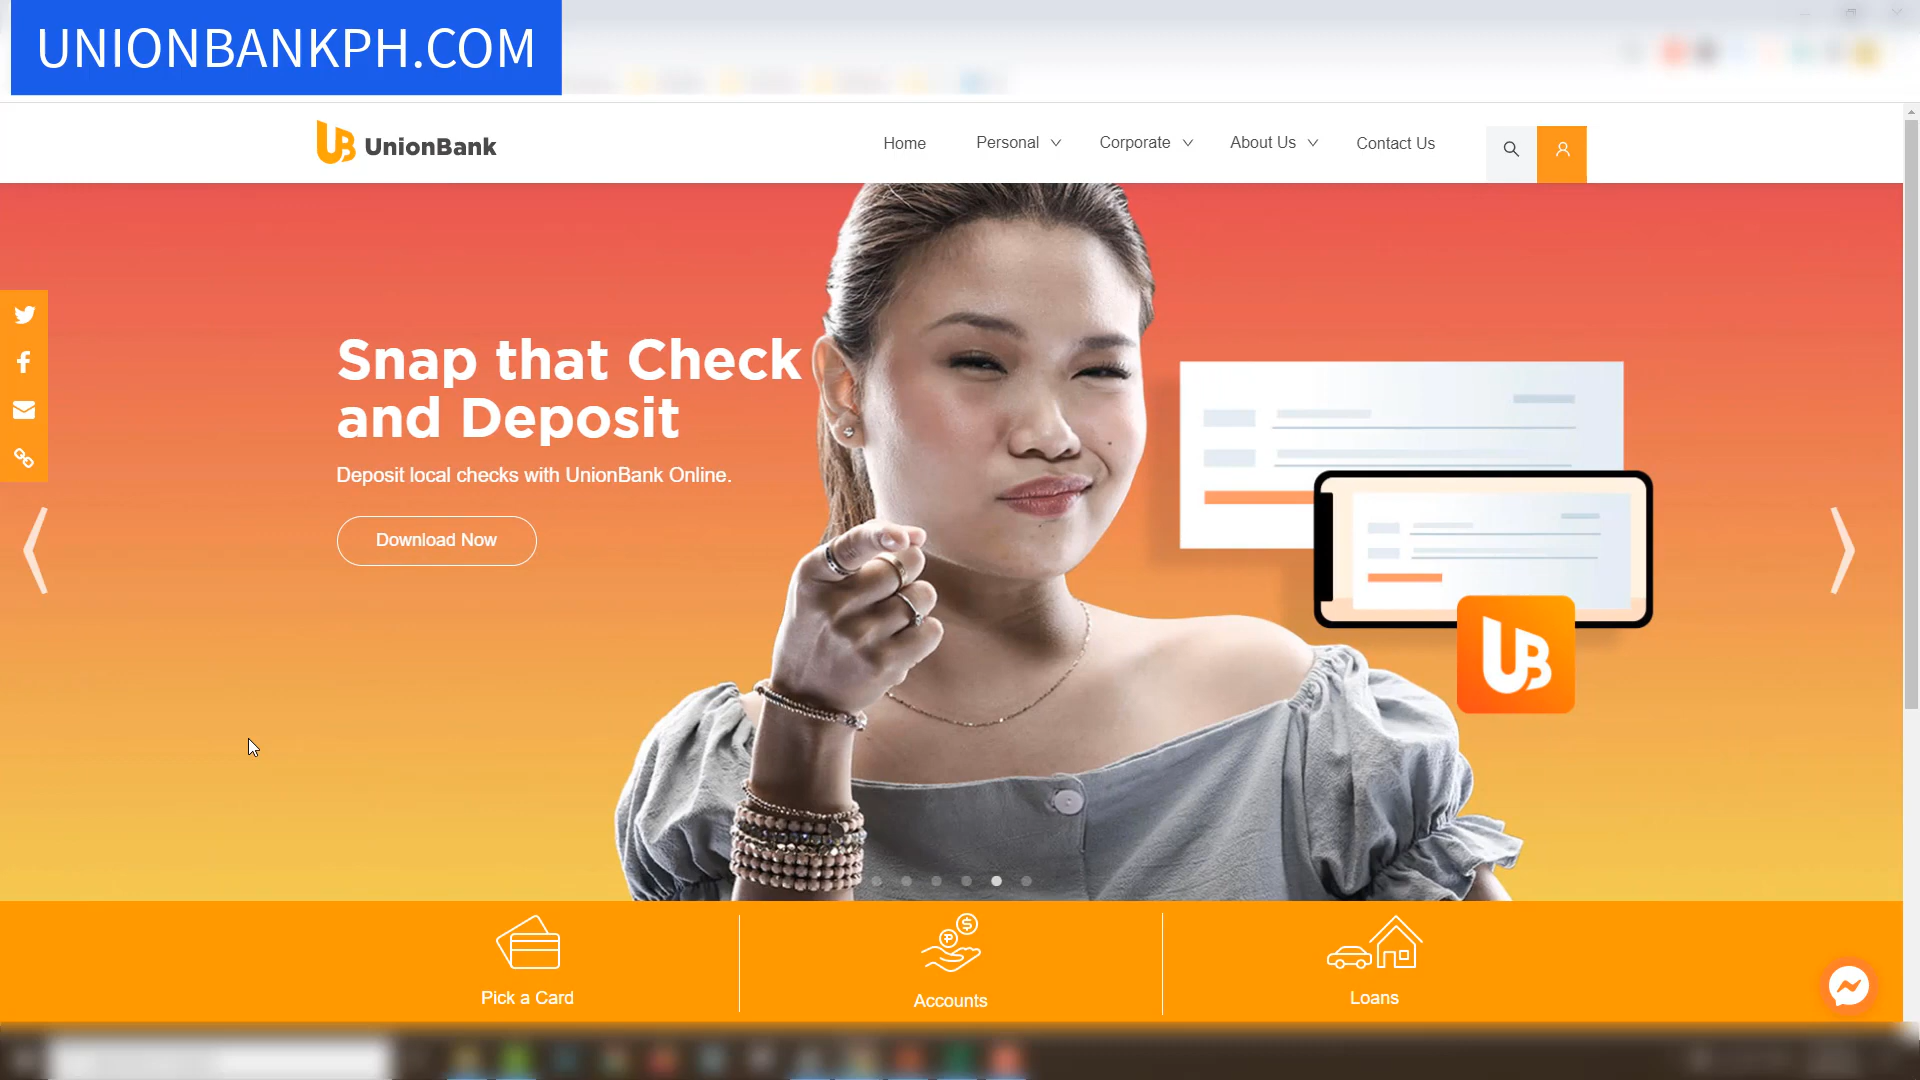 UNIONBANKPH.COM
UnionBank
Home
Personal
Corporate
About Us
Contact Us
Snap that Check
and Deposit
Deposit local checks with UnionBank Online.
Download Now
UB
Pick a Card
Accounts
Loans